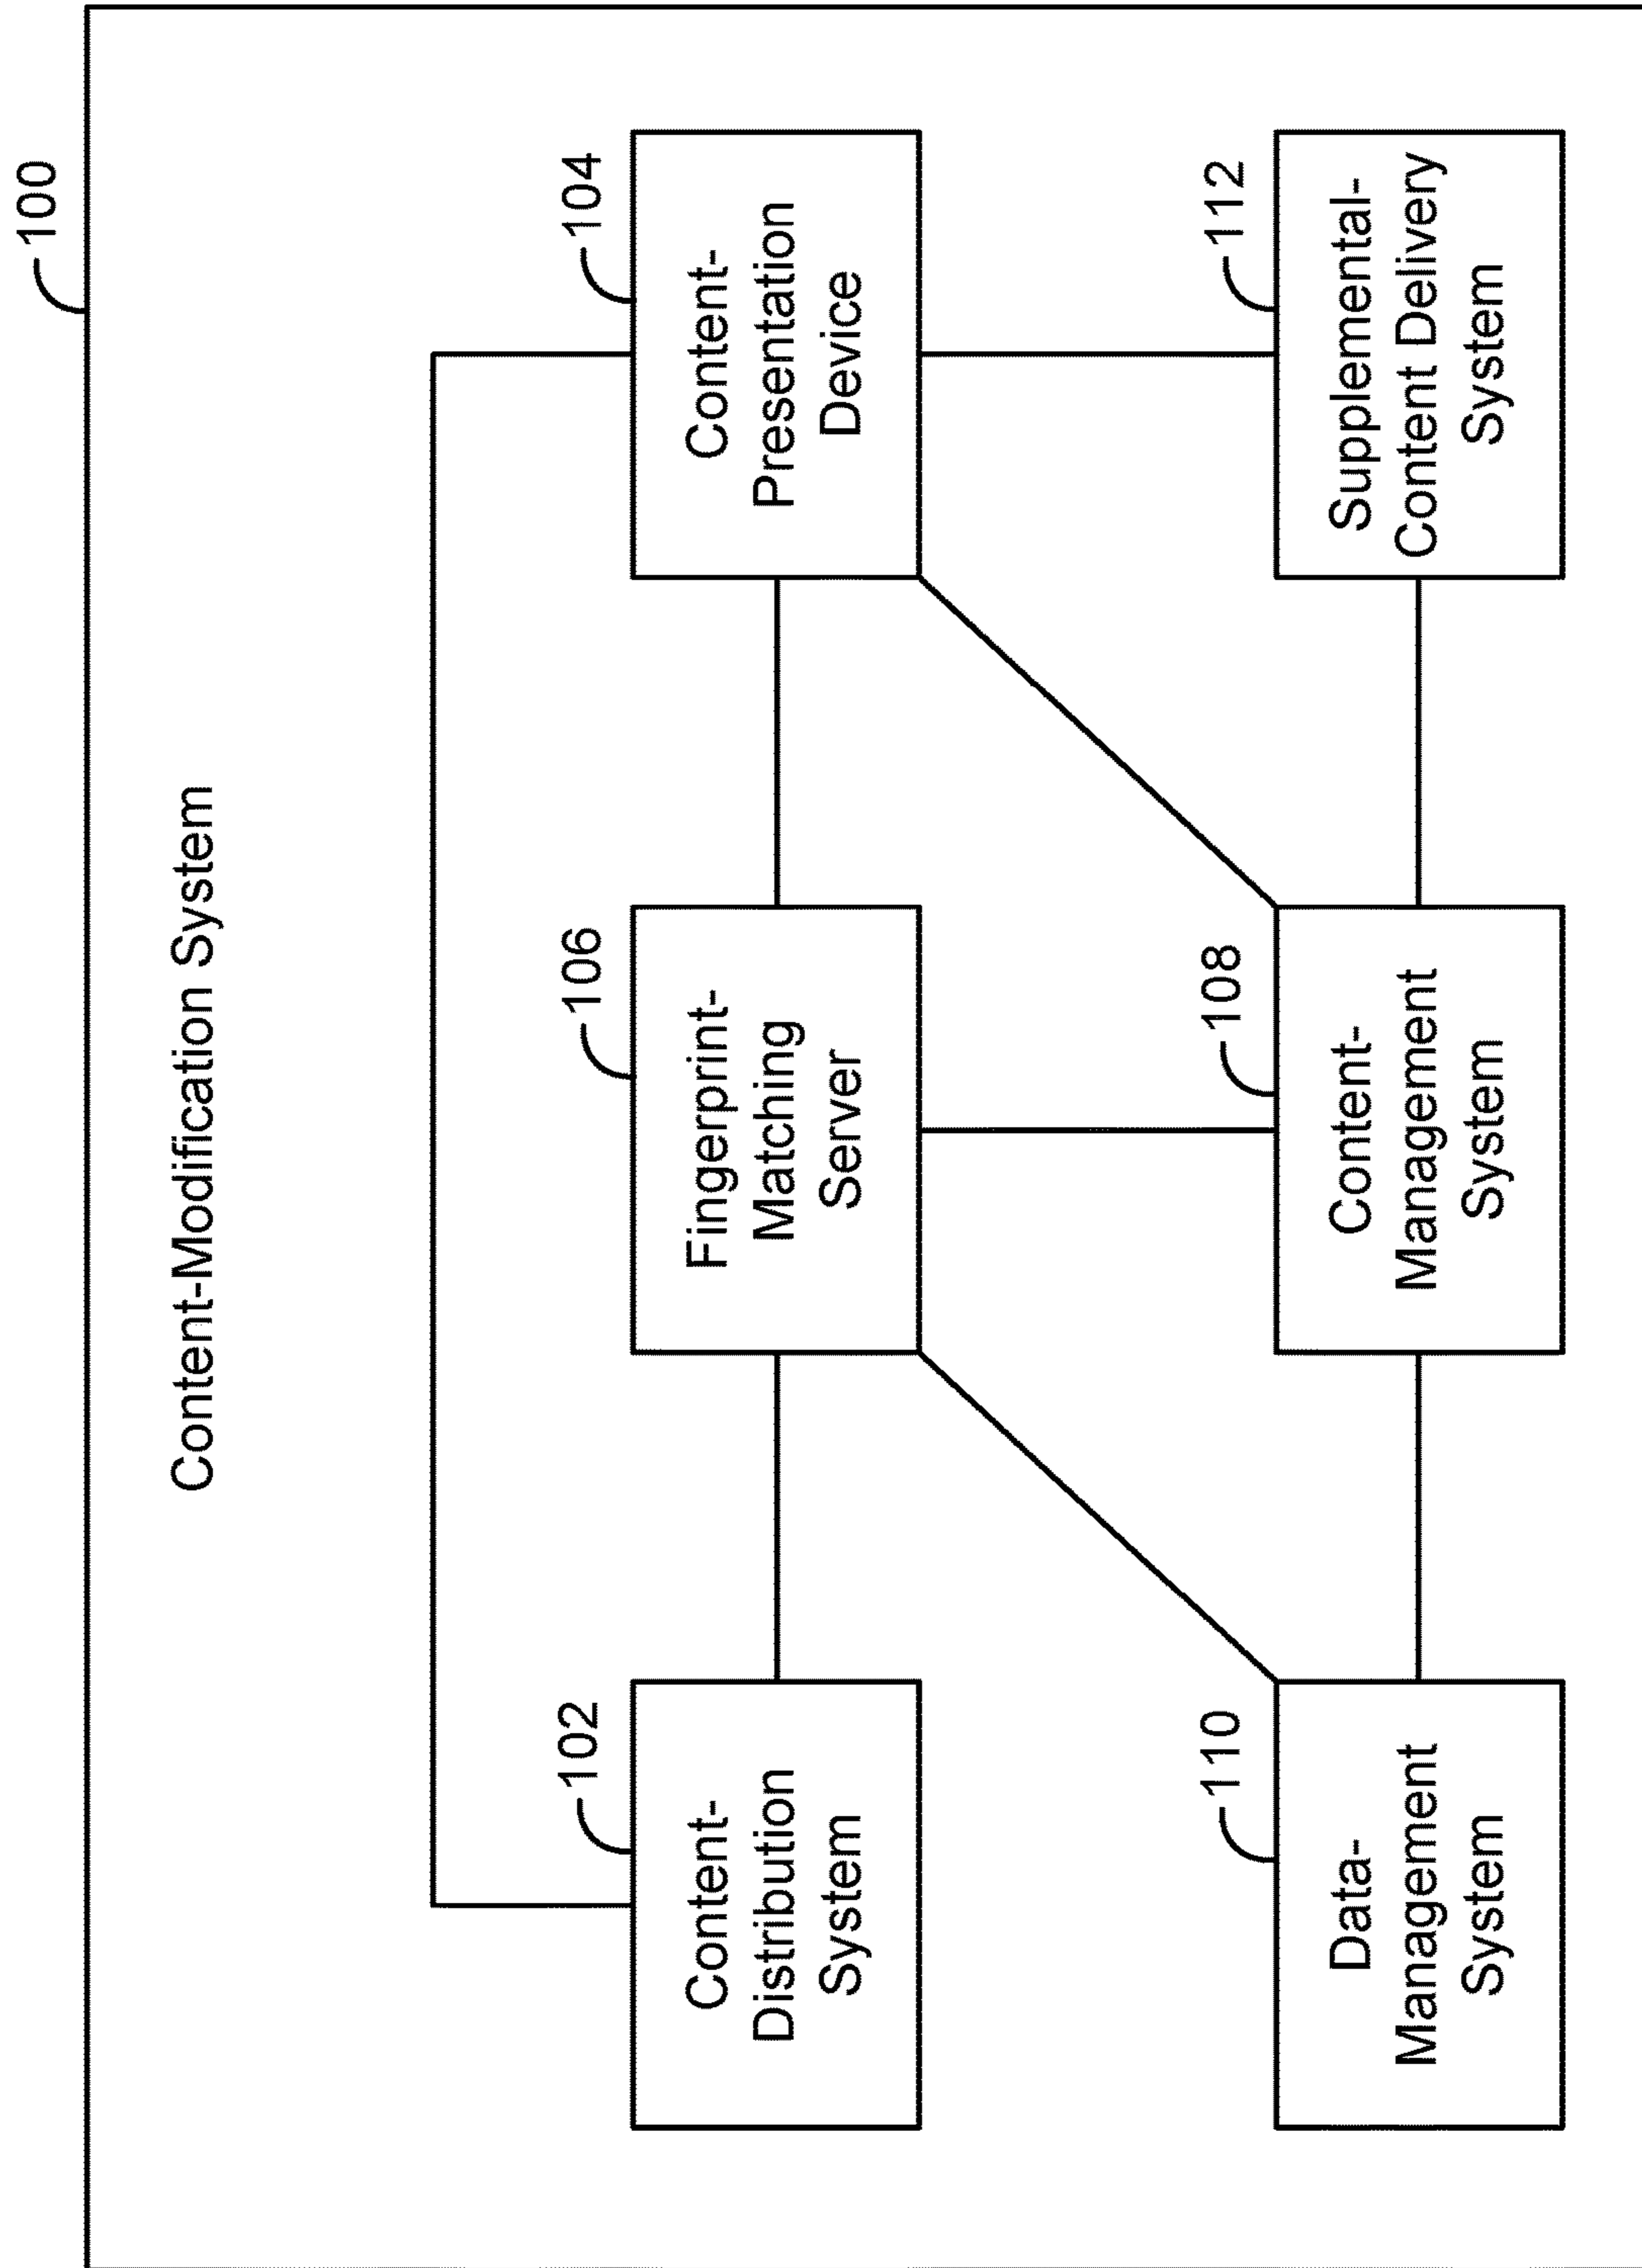 100
Content-Modification System
102
Content-
Distribution
System
106
Fingerprint-
Matching
Server
104
Content-
Presentation
Device
110
Data-
Management
System
108
Content-
Management
System
112
Supplemental-
Content Delivery
System